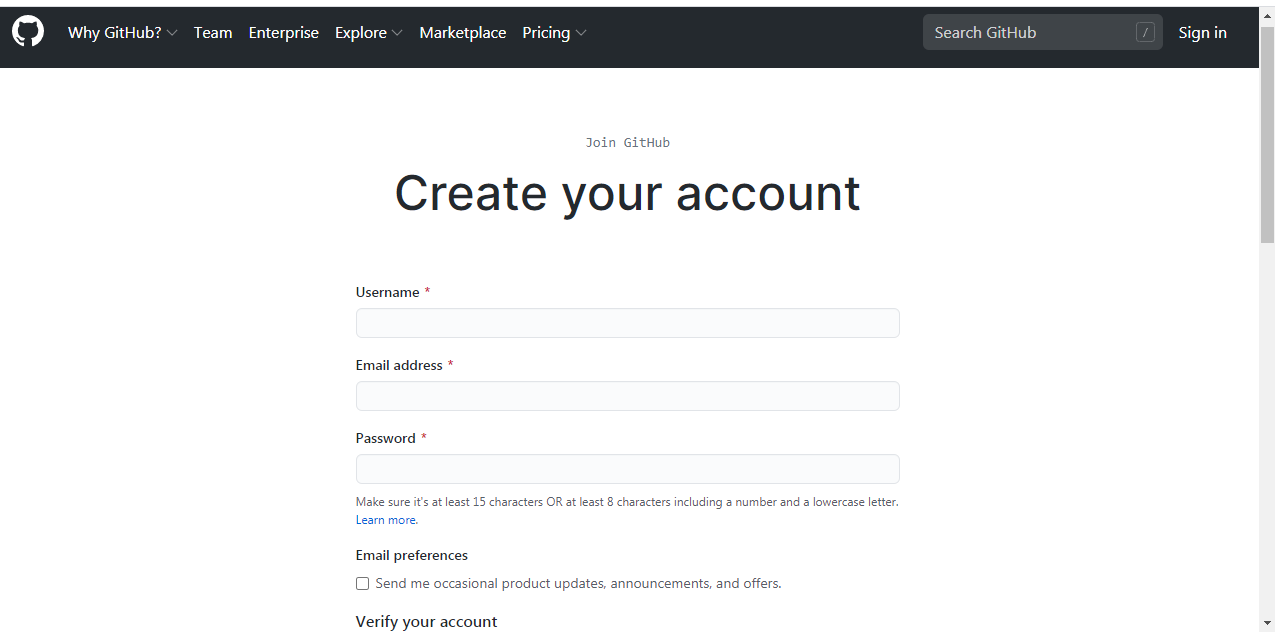 Why GitHub? Team Enterprise Explore Marketplace Pricing Search GitHub / Sign in
Join GitHub
Create your account
Username *
Email address *
Password *
Make sure it's at least 15 characters OR at least 8 characters including a number and a lowercase letter.
Learn more.
Email preferences
Send me occasional product updates, announcements, and offers.
Verify your account